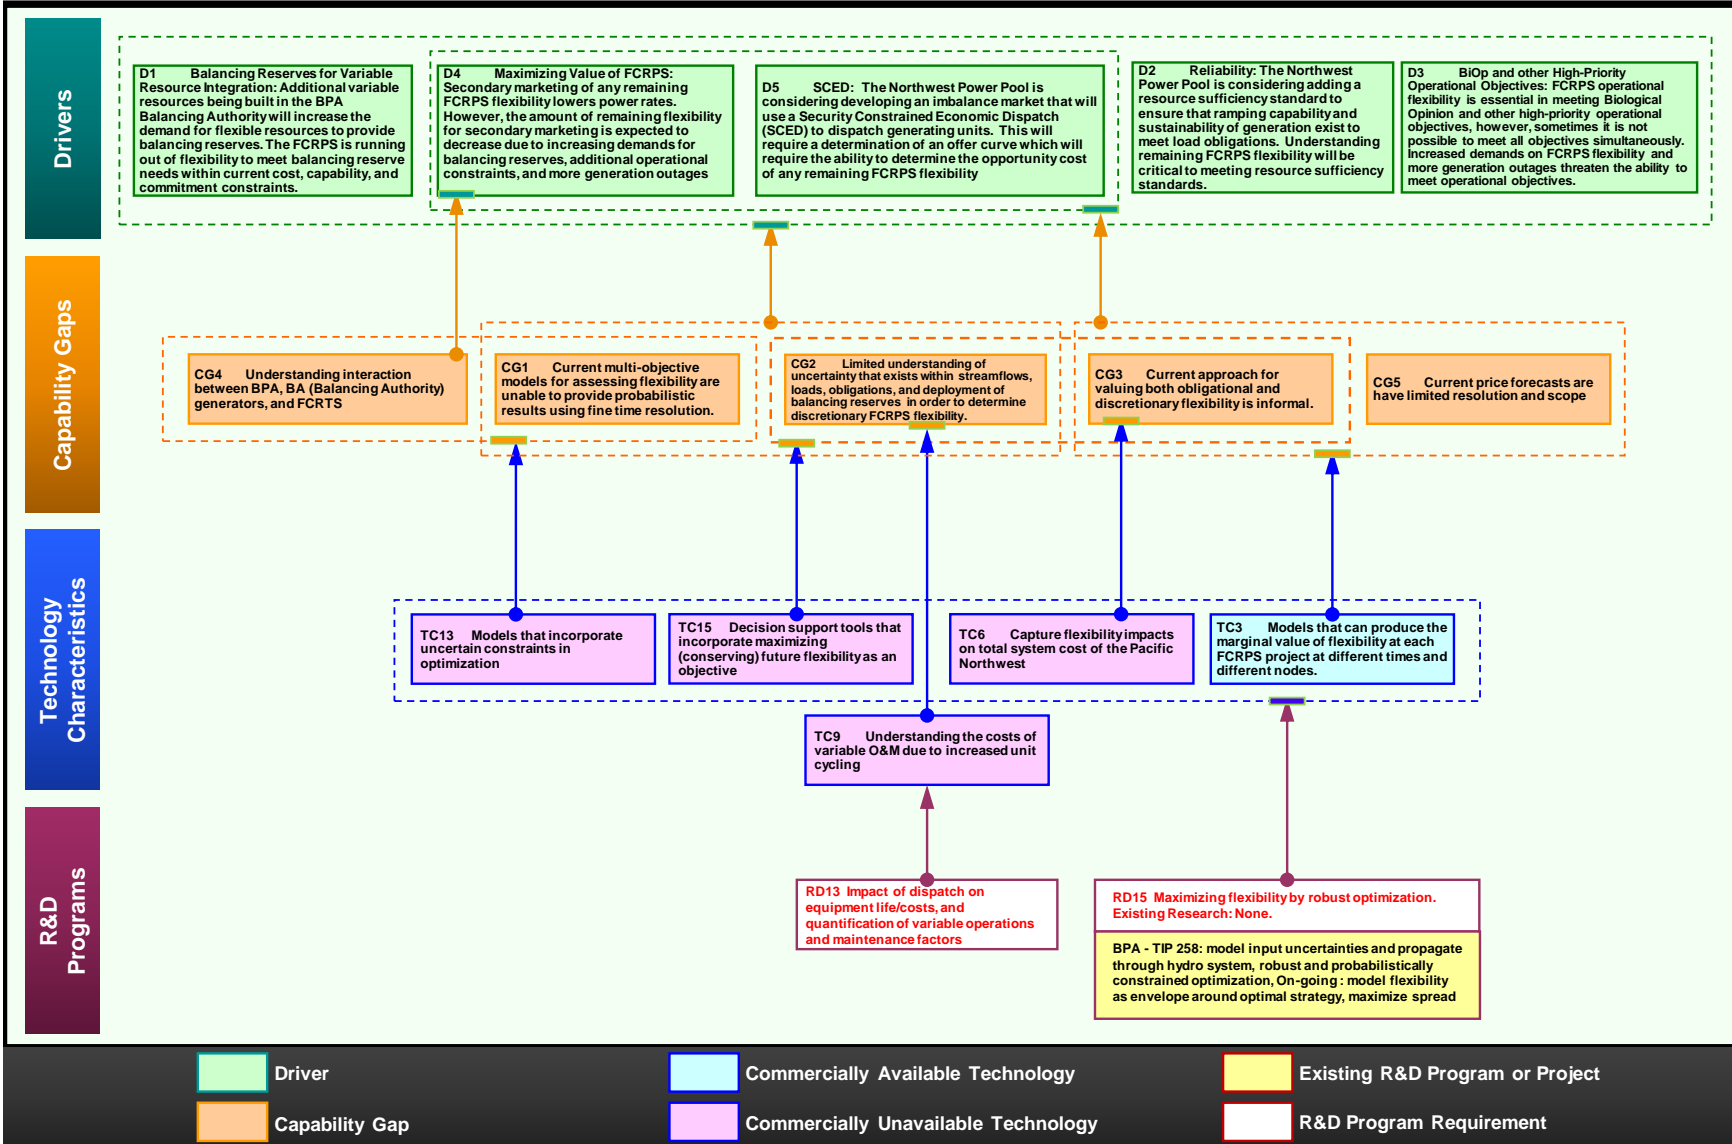 Drivers
D1 Balancing Reserves for Variable
Resource Integration: Additional variable
resources being built in the BPA
Balancing Authority will increase the
demand for flexible resources to provide
balancing reserves. The FCRPS is running
out of flexibility to meet balancing reserve
needs within current cost, capability, and
commitment constraints.
D4 Maximizing Value of FCRPS:
Secondary marketing of any remaining
FCRPS flexibility lowers power rates.
However, the amount of remaining flexibility
for secondary marketing is expected to
decrease due to increasing demands for
balancing reserves, additional operational
constraints, and more generation outages
D5 SCED: The Northwest Power Pool is
considering developing an imbalance market that will
use a Security Constrained Economic Dispatch
(SCED) to dispatch generating units. This will
require a determination of an offer curve which will
require the ability to determine the opportunity cost
of any remaining FCRPS flexibility
D2 Reliability: The Northwest
Power Pool is considering adding a
resource sufficiency standard to
ensure that ramping capability and
sustainability of generation exist to
meet load obligations. Understanding
remaining FCRPS flexibility will be
critical to meeting resource sufficiency
standards.
D3 BiOp and other High-Priority
Operational Objectives: FCRPS operational
flexibility is essential in meeting Biological
Opinion and other high-priority operational
objectives, however, sometimes it is not
possible to meet all objectives simultaneously.
Increased demands on FCRPS flexibility and
more generation outages threaten the ability to
meet operational objectives.
Capability Gaps
CG4 Understanding interaction
between BPA, BA (Balancing Authority)
generators, and FCRTS
CG1 Current multi-objective
models for assessing flexibility are
unable to provide probabilistic
results using fine time resolution.
CG2 Limited understanding of
uncertainty that exists within streamflows,
loads, obligations, and deployment of
balancing reserves in order to determine
discretionary FCRPS flexibility.
CG3 Current approach for
valuing both obligational and
discretionary flexibility is informal.
CG5 Current price forecasts are
have limited resolution and scope
Technology
Characteristics
TC13 Models that incorporate
uncertain constraints in
optimization
TC15 Decision support tools that
incorporate maximizing
(conserving) future flexibility as an
objective
TC6 Capture flexibility impacts
on total system cost of the Pacific
Northwest
TC3 Models that can produce the
marginal value of flexibility at each
FCRPS project at different times and
different nodes.
TC9 Understanding the costs of
variable O&M due to increased unit
cycling
R&D
Programs
RD13 Impact of dispatch on
equipment life/costs, and
quantification of variable operations
and maintenance factors
RD15 Maximizing flexibility by robust optimization.
Existing Research: None.
BPA - TIP 258: model input uncertainties and propagate
through hydro system, robust and probabilistically
constrained optimization, On-going : model flexibility
as envelope around optimal strategy, maximize spread
Driver
Commercially Available Technology
Existing R&D Program or Project
Capability Gap
Commercially Unavailable Technology
R&D Program Requirement